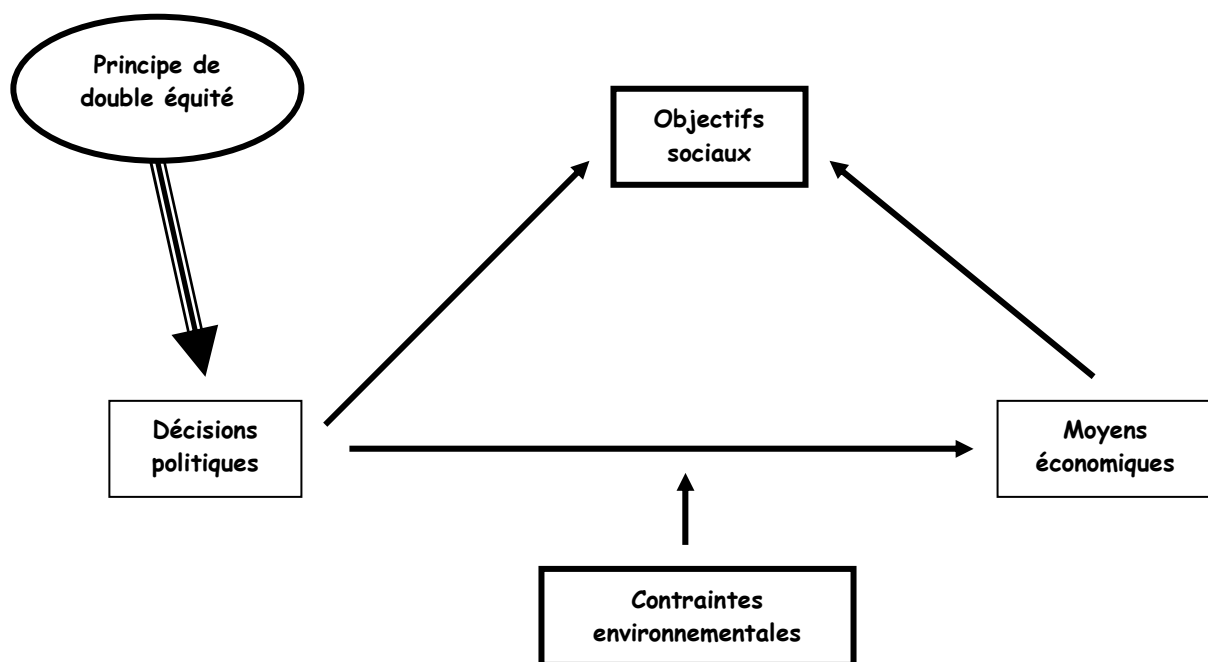 Principe de
double équité
Objectifs
sociaux
Décisions
politiques
Moyens
économiques
Contraintes
environnementales